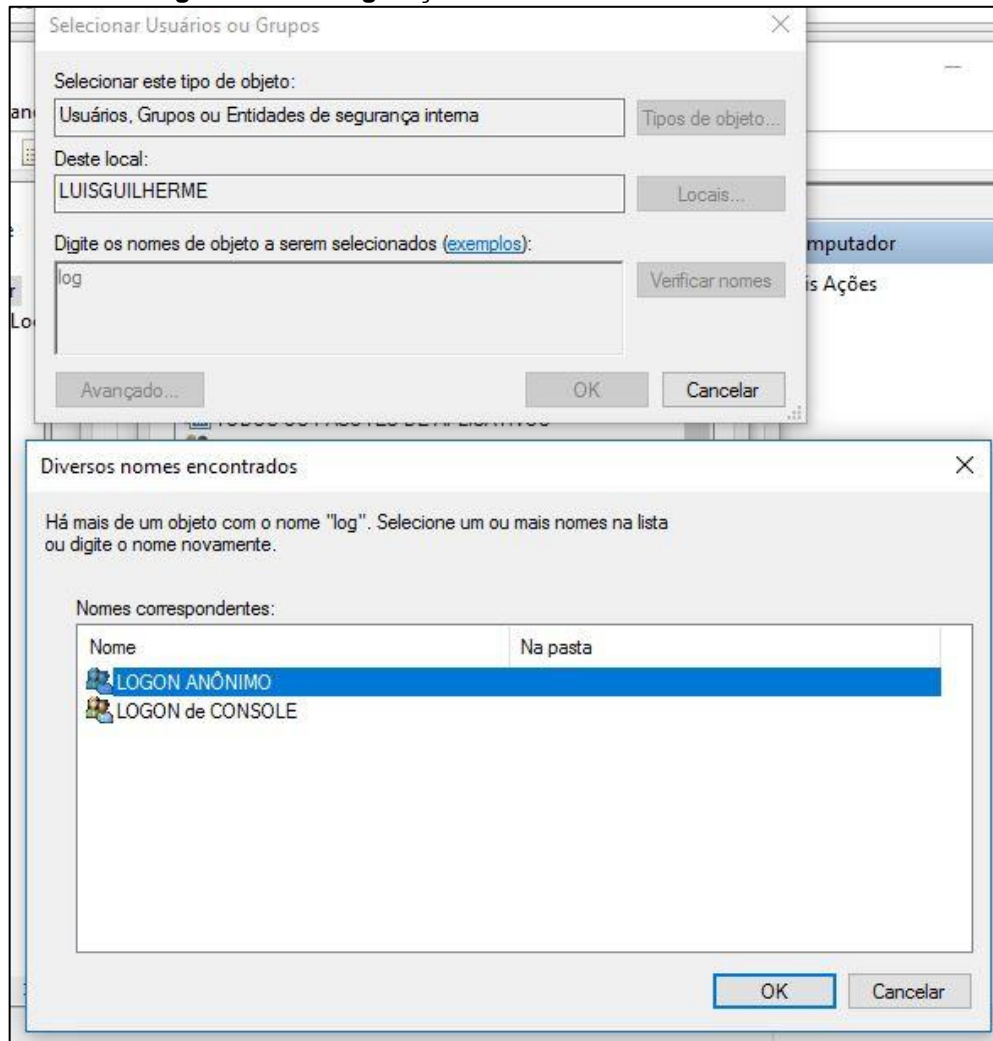 Selecionar Usuários ou Grupos
Selecionar este tipo de objeto:
Usuários, Grupos ou Entidades de segurança interna
Tipos de objeto...
Deste local:
LUISGUILHERME
Locais...
Digite os nomes de objeto a serem selecionados (exemplos):
log
Verificar nomes
mputador
is Ações
Avançado...
OK
Cancelar
Diversos nomes encontrados
Há mais de um objeto com o nome "log". Selecione um ou mais nomes na lista
ou digite o nome novamente.
Nomes correspondentes:
Nome
Na pasta
LOGON ANÔNIMO
LOGON de CONSOLE
OK
Cancelar